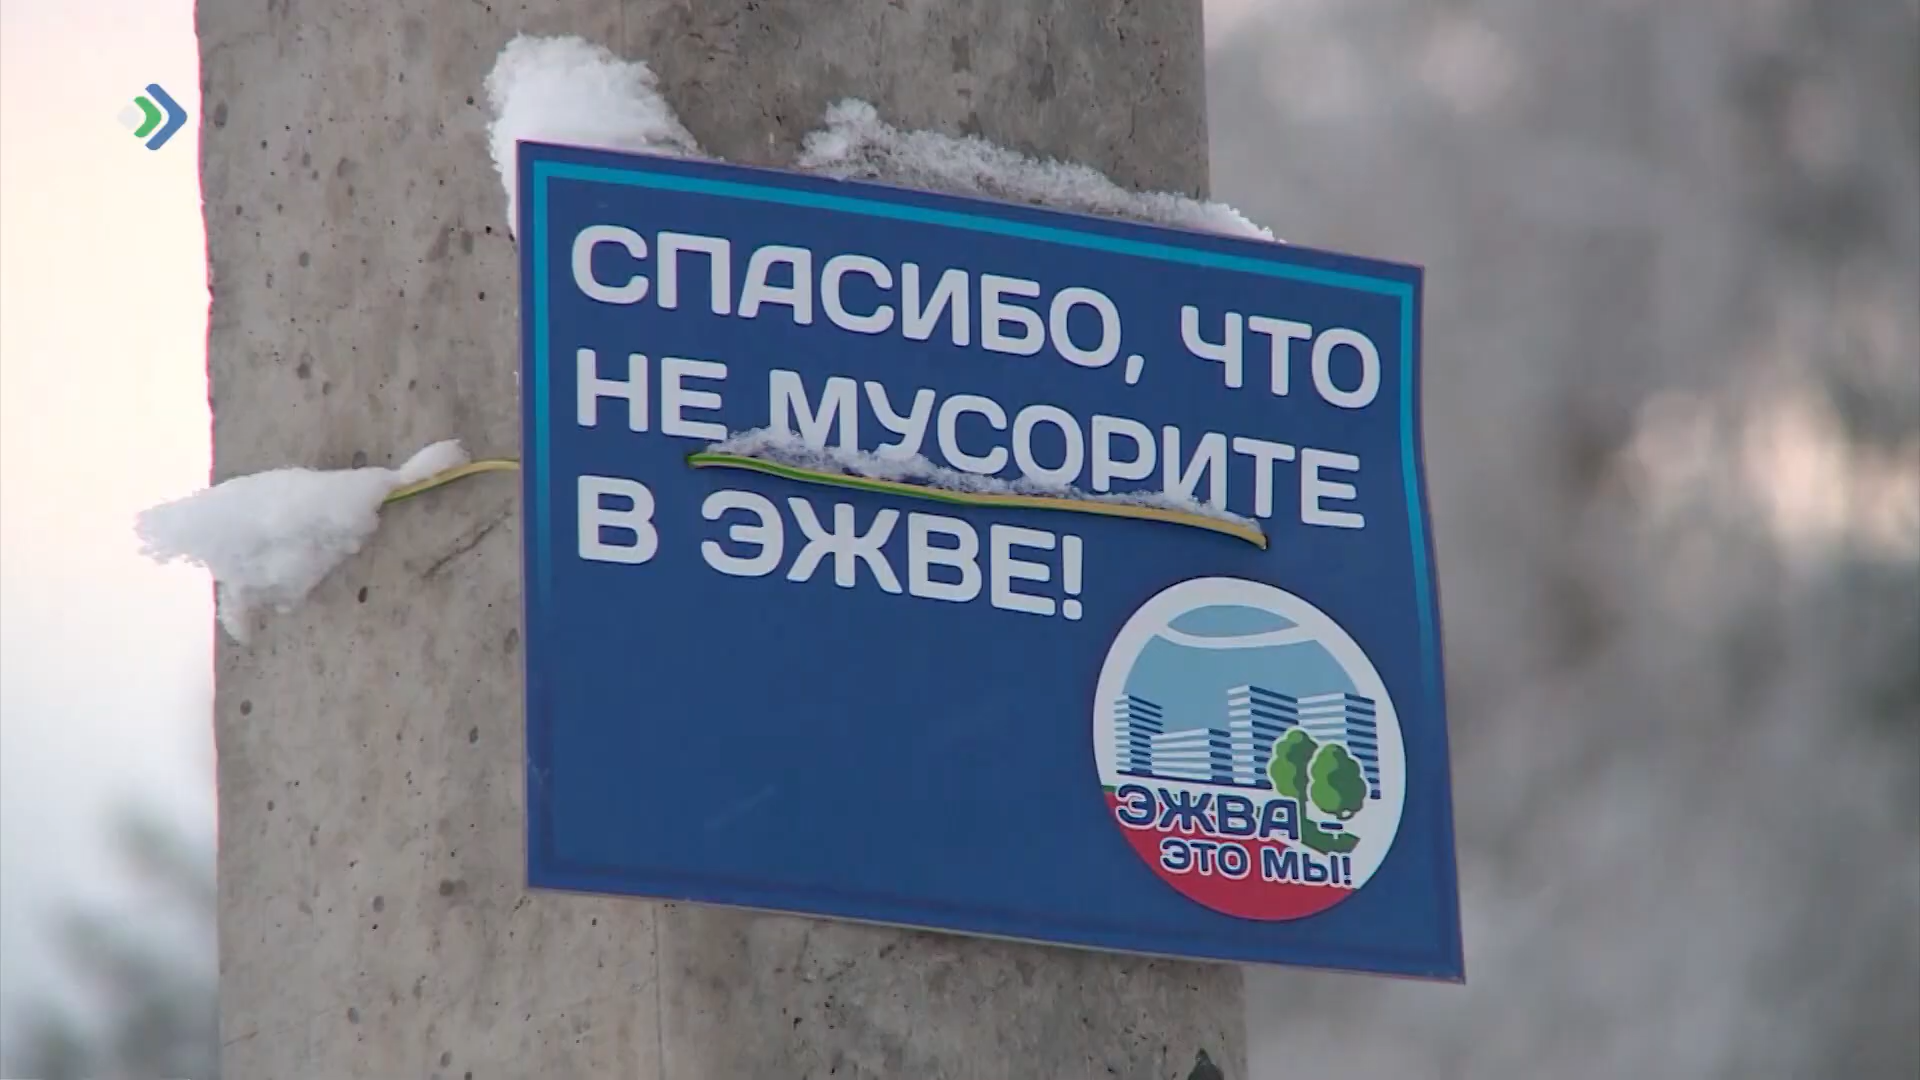 СПАСИБО, ЧТО
НЕ МУСОРИТЕ
В ЭЖВЕ!
ЭЖВА -
ЭТО МЫ!